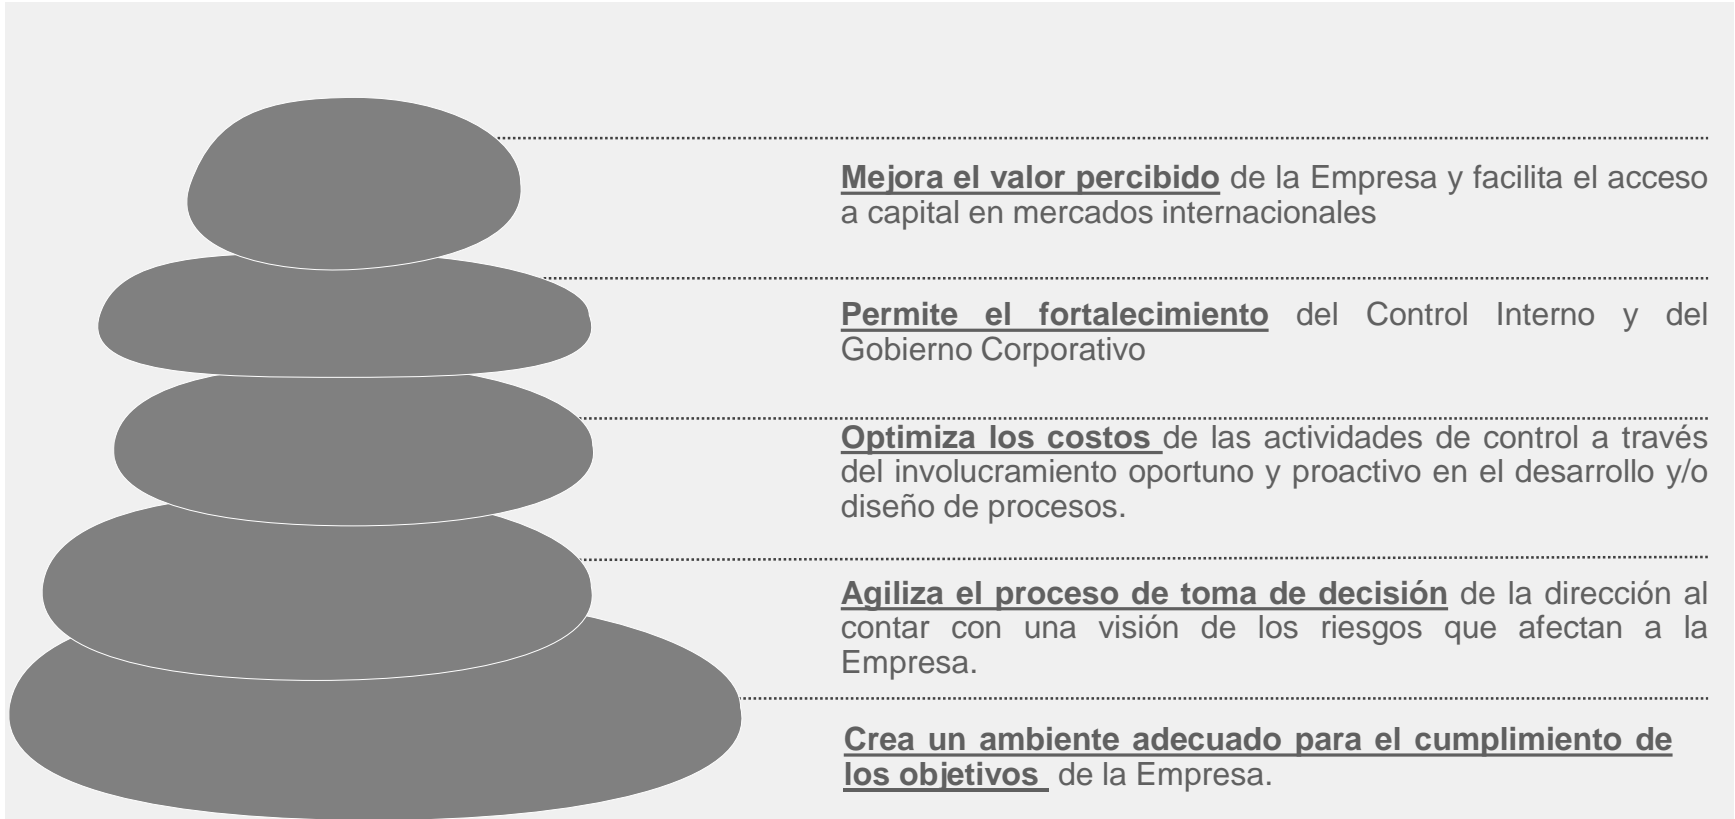 Mejora el valor percibido de la Empresa y facilita el acceso
a capital en mercados internacionales
Permite el fortalecimiento del Control Interno y del
Gobierno Corporativo
Optimiza los costos de las actividades de control a través
del involucramiento oportuno y proactivo en el desarrollo y/o
diseño de procesos.
Agiliza el proceso de toma de decisión de la dirección al
contar con una visión de los riesgos que afectan a la
Empresa.
Crea un ambiente adecuado para el cumplimiento de
los objetivos de la Empresa.